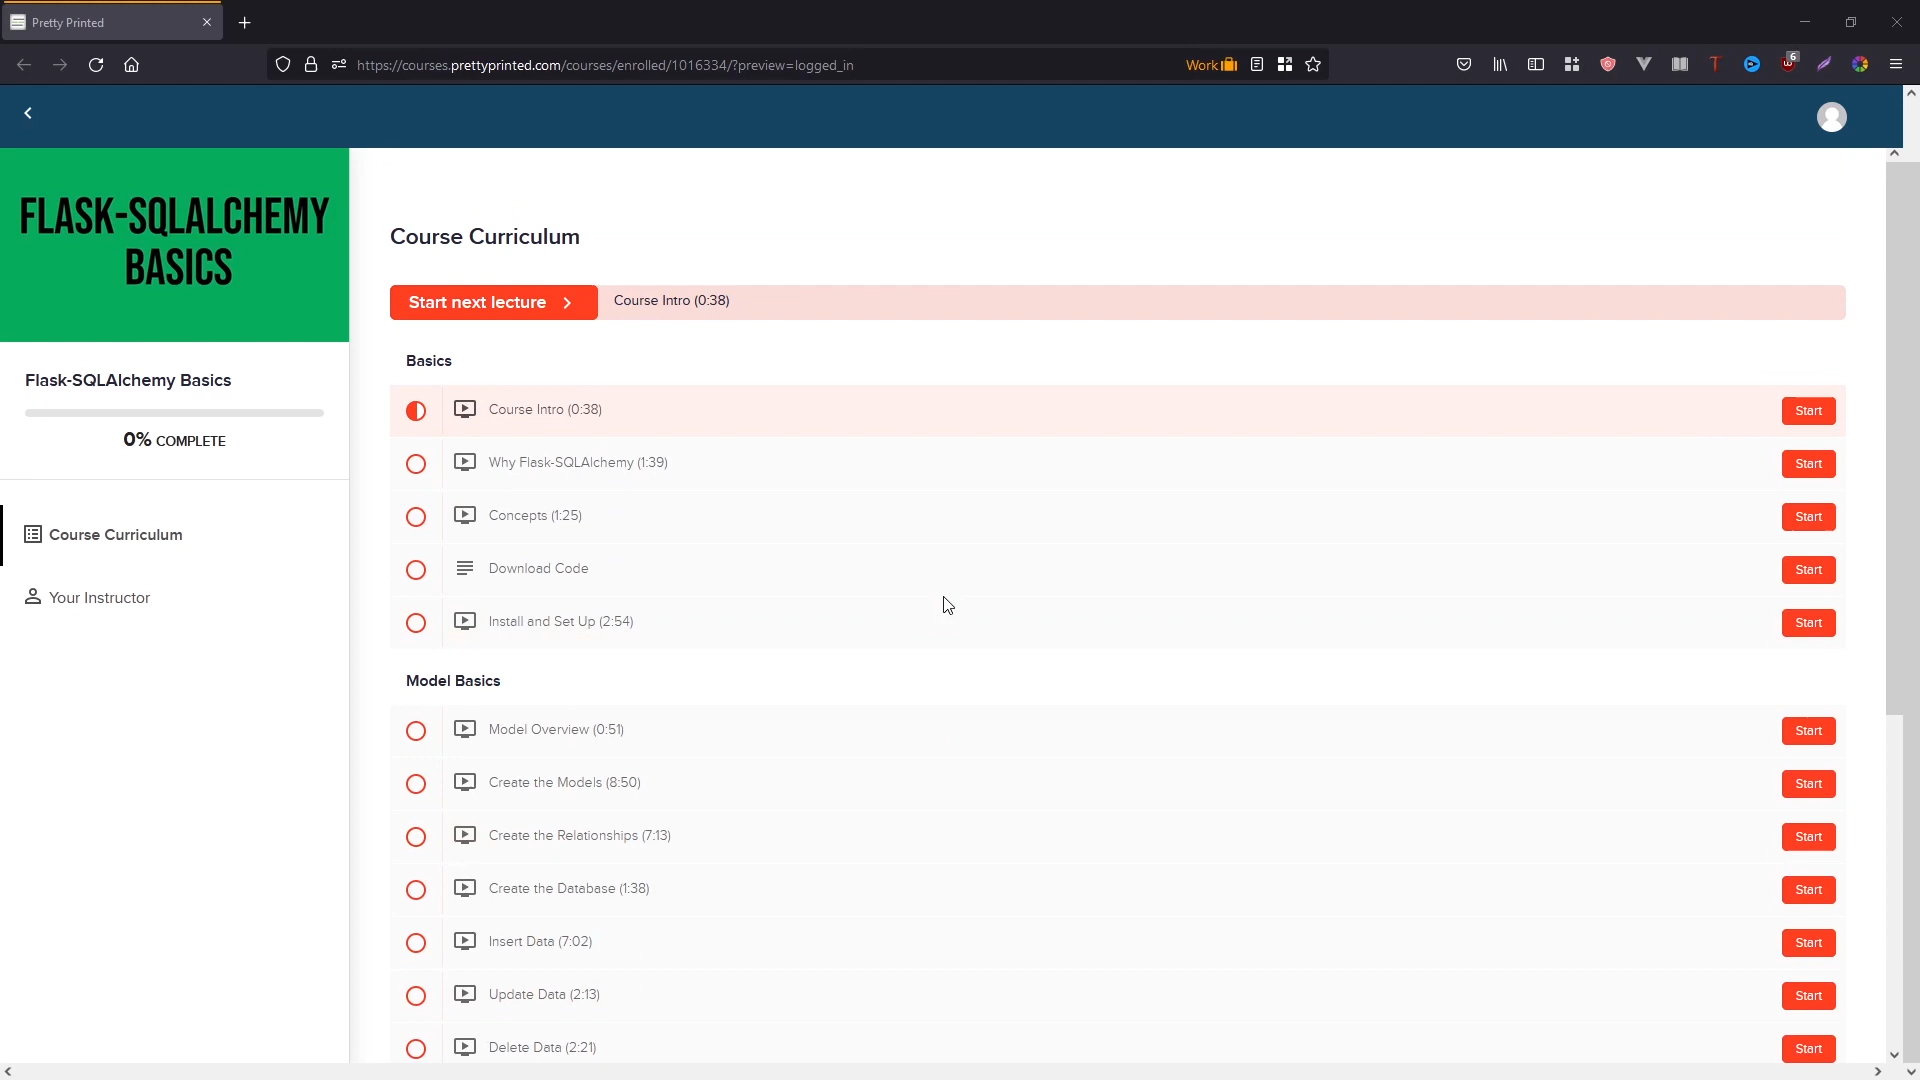 Pretty Printed
https://courses.prettyprinted.com/courses/enrolled/1016334/?preview=logged_in
Work
6
FLASK-SQLALCHEMY
BASICS
Flask-SQLAlchemy Basics
0% COMPLETE
Course Curriculum
Your Instructor
Course Curriculum
Start next lecture
Course Intro (0:38)
Basics
Course Intro (0:38)
Start
Why Flask-SQLAlchemy (1:39)
Start
Concepts (1:25)
Start
Download Code
Start
Install and Set Up (2:54)
Start
Model Basics
Model Overview (0:51)
Start
Create the Models (8:50)
Start
Create the Relationships (7:13)
Start
Create the Database (1:38)
Start
Insert Data (7:02)
Start
Update Data (2:13)
Start
Delete Data (2:21)
Start